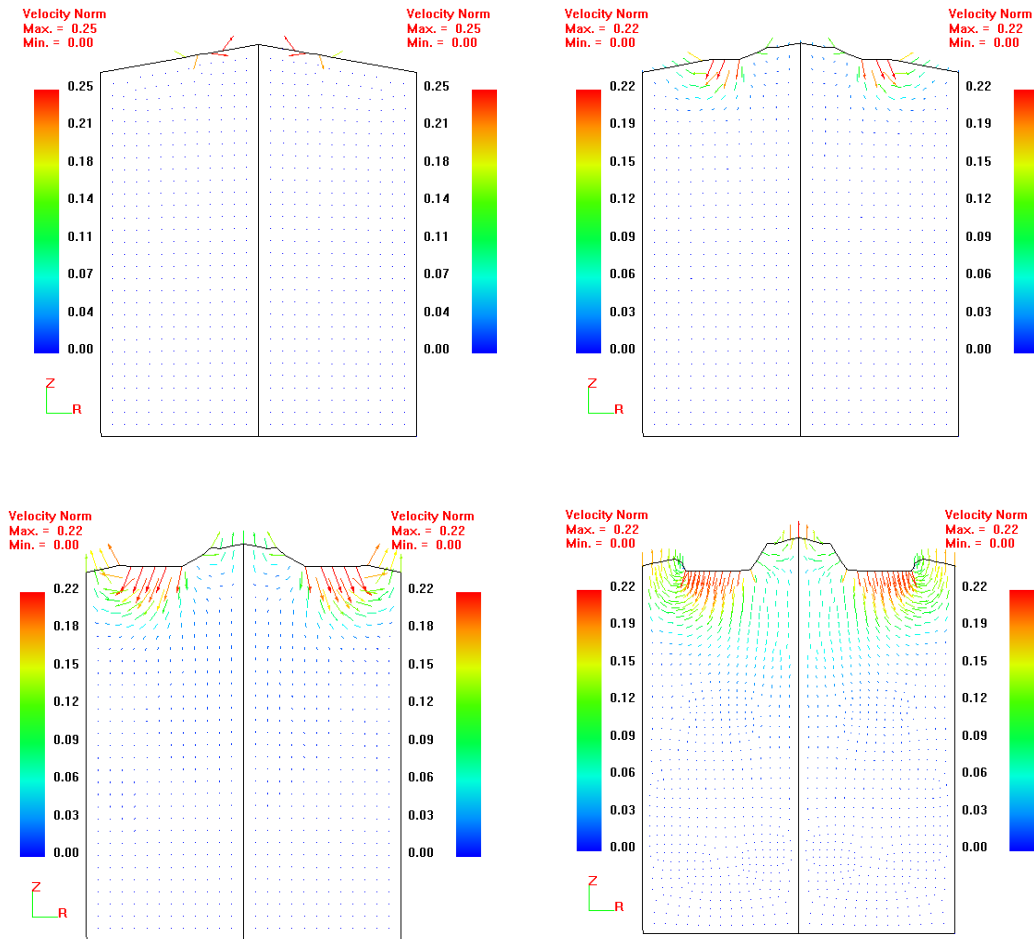 Velocity Norm
Max. = 0.25
Min. = 0.00
0.25
0.21
0.18
0.14
0.11
0.07
0.04
0.00
Z
R
Velocity Norm
Max. = 0.25
Min. = 0.00
0.25
0.21
0.18
0.14
0.11
0.07
0.04
0.00
Velocity Norm
Max. = 0.22
Min. = 0.00
0.22
0.19
0.15
0.12
0.09
0.06
0.03
0.00
Z
R
Velocity Norm
Max. = 0.22
Min. = 0.00
0.22
0.19
0.15
0.12
0.09
0.06
0.03
0.00
Velocity Norm
Max. = 0.22
Min. = 0.00
0.22
0.18
0.15
0.12
0.09
0.06
0.03
0.00
Z
R
Velocity Norm
Max. = 0.22
Min. = 0.00
0.22
0.18
0.15
0.12
0.09
0.06
0.03
0.00
Velocity Norm
Max. = 0.22
Min. = 0.00
0.22
0.19
0.15
0.12
0.09
0.06
0.03
0.00
Z
R
Velocity Norm
Max. = 0.22
Min. = 0.00
0.22
0.19
0.15
0.12
0.09
0.06
0.03
0.00